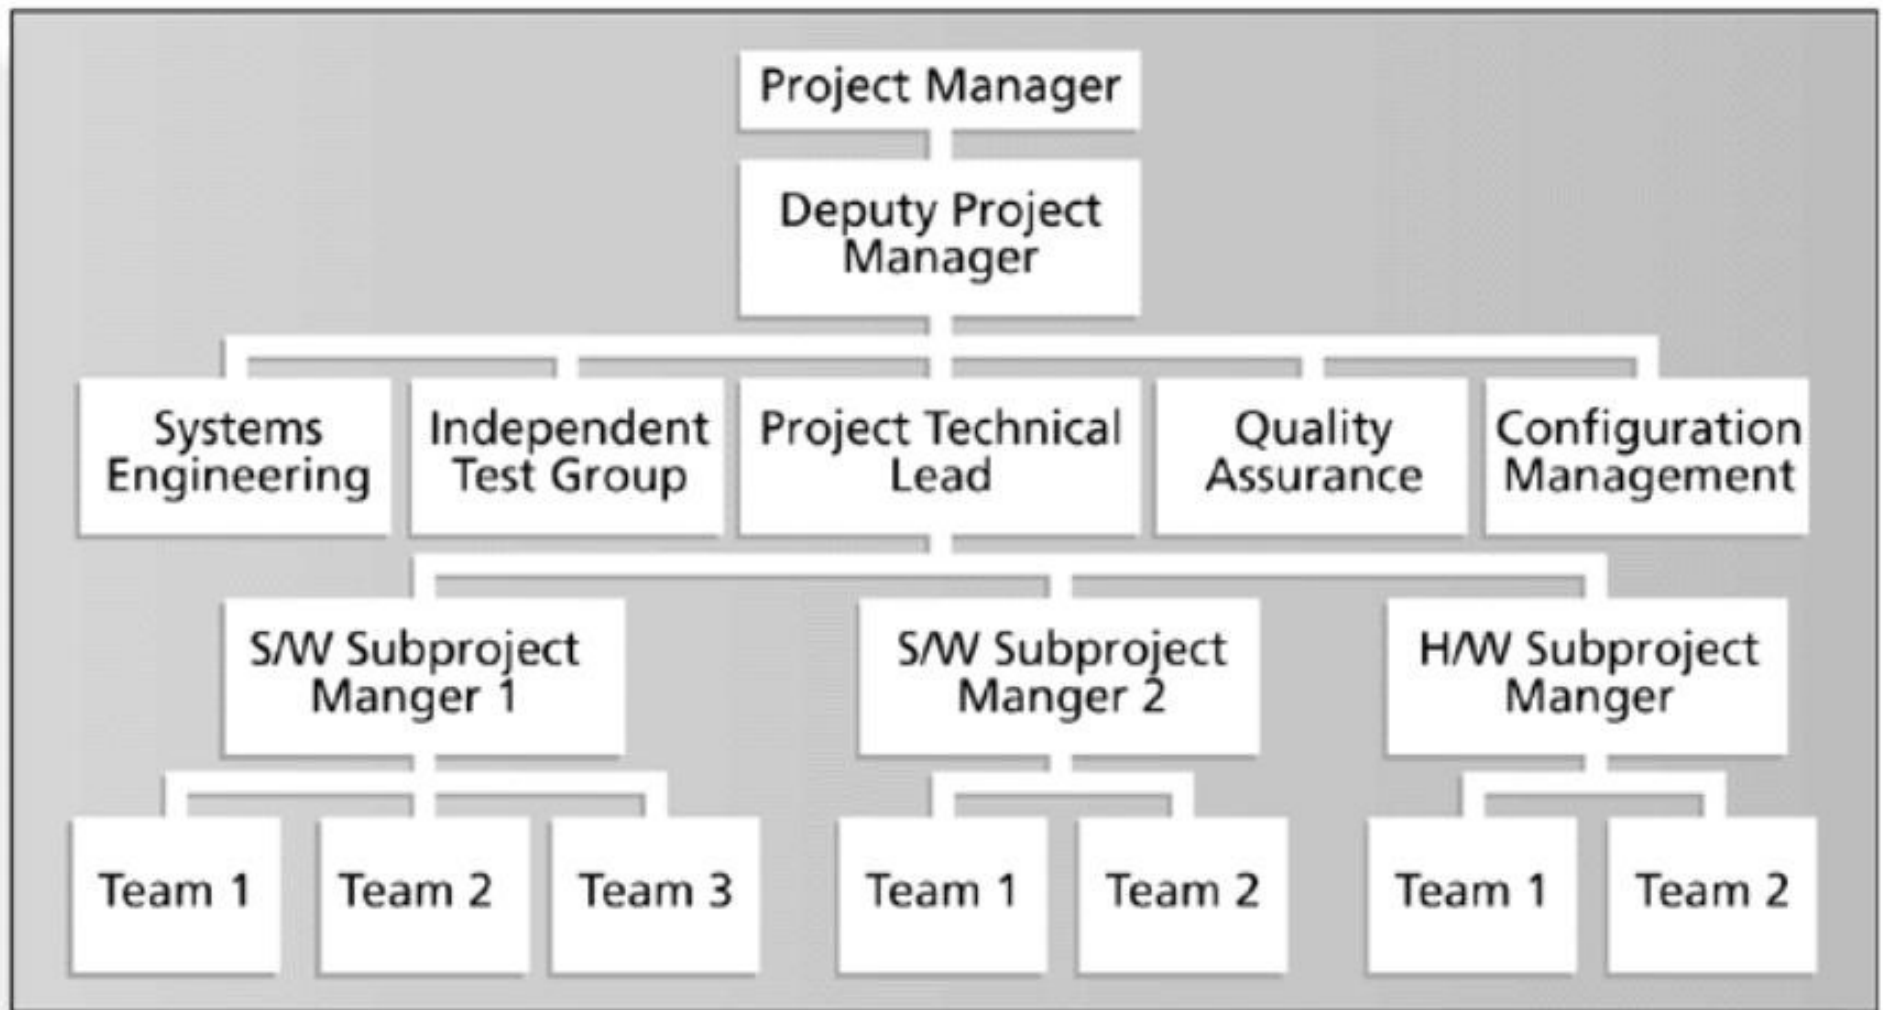 Project Manager
Deputy Project
Manager
Systems
Engineering
Independent
Test Group
Project Technical
Lead
Quality
Assurance
Configuration
Management
S/W Subproject
Manger 1
S/W Subproject
Manger 2
H/W Subproject
Manger
Team 1
Team 2
Team 3
Team 1
Team 2
Team 1
Team 2